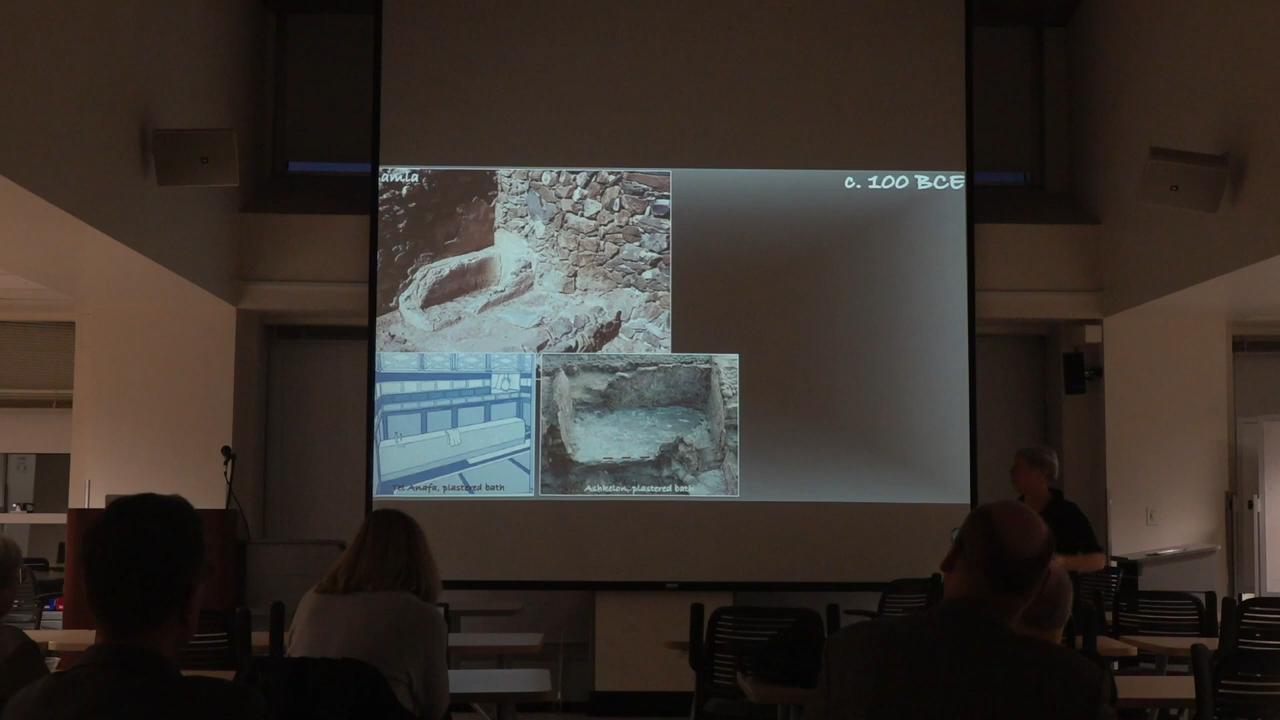 amla
c. 100 BCE
Tel Anafa, plastered bath
Ashkelon, plastered bath